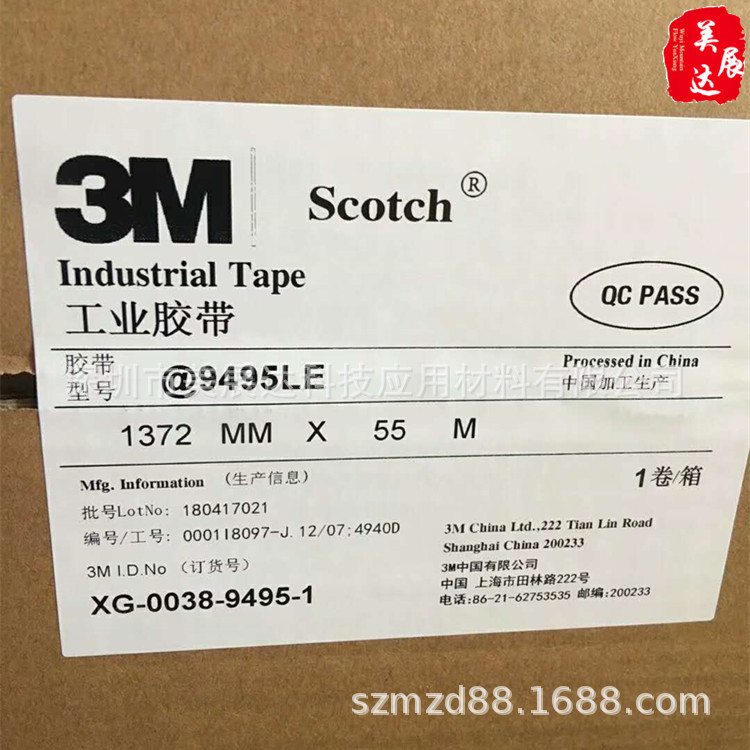 美展达
Wuyi Mountain
Flow YunXiang
3M Scotch®
Industrial Tape
工业胶带
QC PASS
胶带型号 @9495LE
Processed in China
中国加工生产
1372 MM X 55 M
Mfg. Information (生产信息)
1卷/箱
批号LotNo: 180417021
编号/工号: 000118097-J.12/07;4940D
3M I.D.No (订货号)
XG-0038-9495-1
3M China Ltd.,222 Tian Lin Road
Shanghai China 200233
3M中国有限公司
中国 上海市田林路222号
电话:86-21-62753535 邮编:200233
szmzd88.1688.com